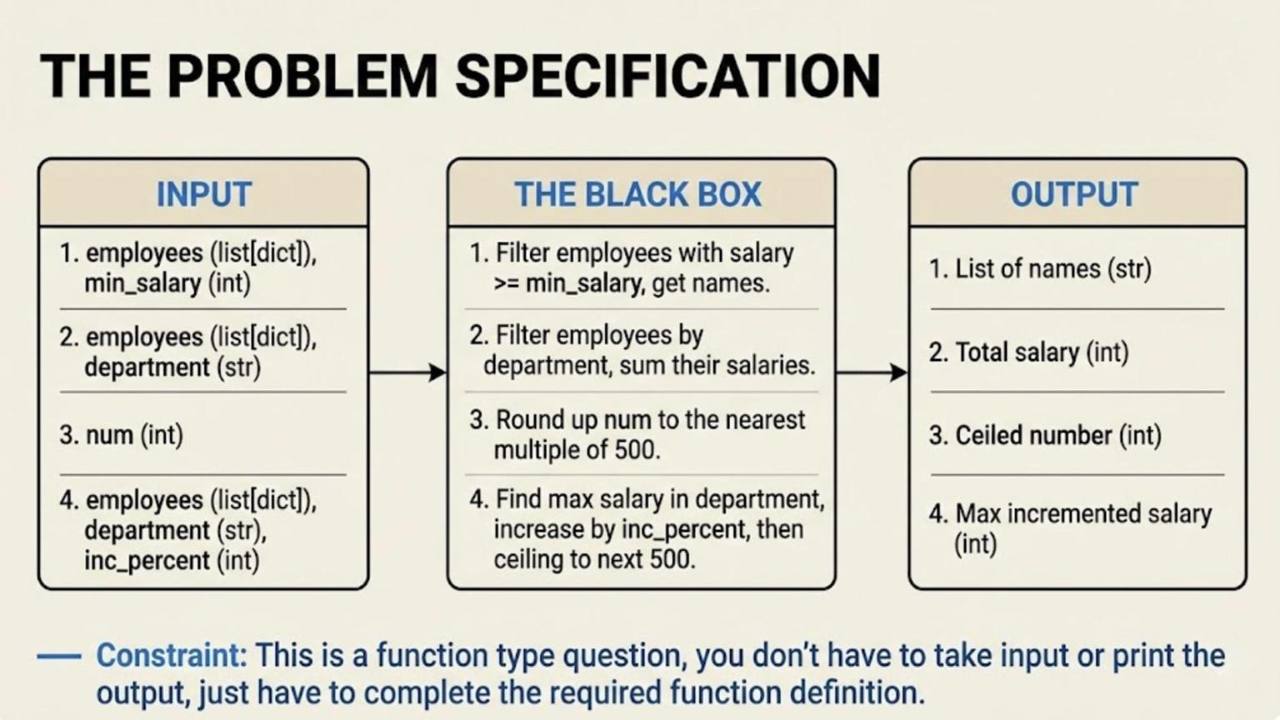 THE PROBLEM SPECIFICATION
INPUT
1. employees (list[dict]),
min_salary (int)
2. employees (list[dict]),
department (str)
3. num (int)
4. employees (list[dict]),
department (str),
inc_percent (int)
THE BLACK BOX
1. Filter employees with salary
>= min_salary, get names.
2. Filter employees by
department, sum their salaries.
3. Round up num to the nearest
multiple of 500.
4. Find max salary in department,
increase by inc_percent, then
ceiling to next 500.
OUTPUT
1. List of names (str)
2. Total salary (int)
3. Ceiled number (int)
4. Max incremented salary
(int)
Constraint: This is a function type question, you don't have to take input or print the
output, just have to complete the required function definition.